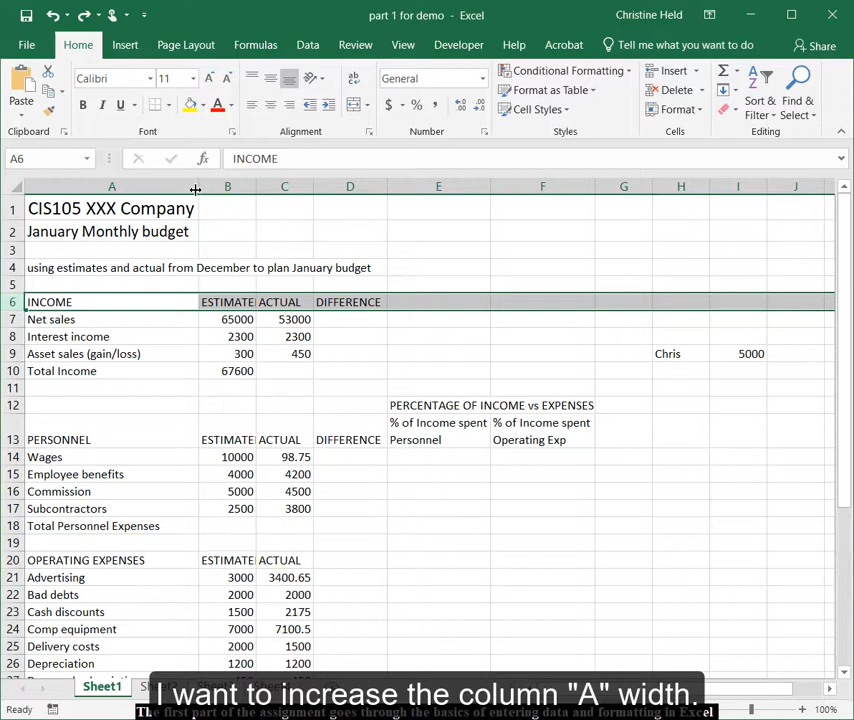 part 1 for demo - Excel
Christine Held
File Home Insert Page Layout Formulas Data Review View Developer Help Acrobat Tell me what you want to do Share
Paste
Calibri 11
B I U
A A
ab
General
$ % ,
Conditional Formatting
Format as Table
Cell Styles
Insert
Delete
Format
Sort & Filter
Find & Select
Clipboard Font Alignment Number Styles Cells Editing
A6 fx INCOME
A B C D E F G H I J
1 CIS105 XXX Company
2 January Monthly budget
3
4 using estimates and actual from December to plan January budget
5
6 INCOME ESTIMATE ACTUAL DIFFERENCE
7 Net sales 65000 53000
8 Interest income 2300 2300
9 Asset sales (gain/loss) 300 450 Chris 5000
10 Total Income 67600
11
12 PERCENTAGE OF INCOME vs EXPENSES
% of Income spent % of Income spent
13 PERSONNEL ESTIMATE ACTUAL DIFFERENCE Personnel Operating Exp
14 Wages 10000 98.75
15 Employee benefits 4000 4200
16 Commission 5000 4500
17 Subcontractors 2500 3800
18 Total Personnel Expenses
19
20 OPERATING EXPENSES ESTIMATE ACTUAL
21 Advertising 3000 3400.65
22 Bad debts 2000 2000
23 Cash discounts 1500 2175
24 Comp equipment 7000 7100.5
25 Delivery costs 2000 1500
26 Depreciation 1200 1200
Sheet1
I want to increase the column "A" width.
Ready
The first part of the assignment goes through the basics of entering data and formatting in Excel
100%